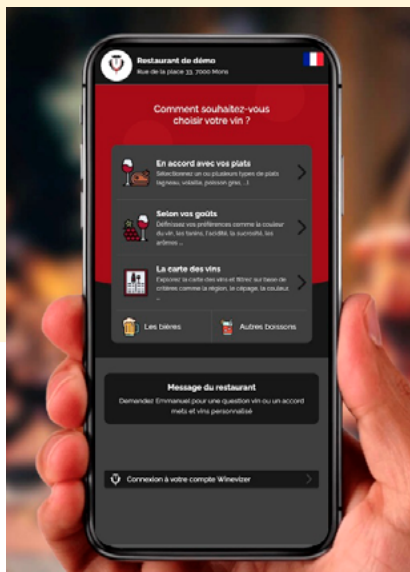 Restaurant de démo
Rue de la place 33, 7000 Mons
Comment souhaitez-vous
choisir votre vin ?
En accord avec vos plats
Sélectionnez un ou plusieurs types de plats
(agneau, volaille, poisson gras, ...)
Selon vos goûts
Définissez vos préférences comme la couleur
du vin, les tanins, l'acidité, la sucrosité, les
arômes ...
La carte des vins
Explorez la carte des vins et filtrez sur base de
critères comme la région, le cépage, la couleur,
...
Les bières
Autres boissons
Message du restaurant
Demandez Emmanuel pour une question vin ou un accord
mets et vins personnalisé
Connexion à votre compte Winevizer